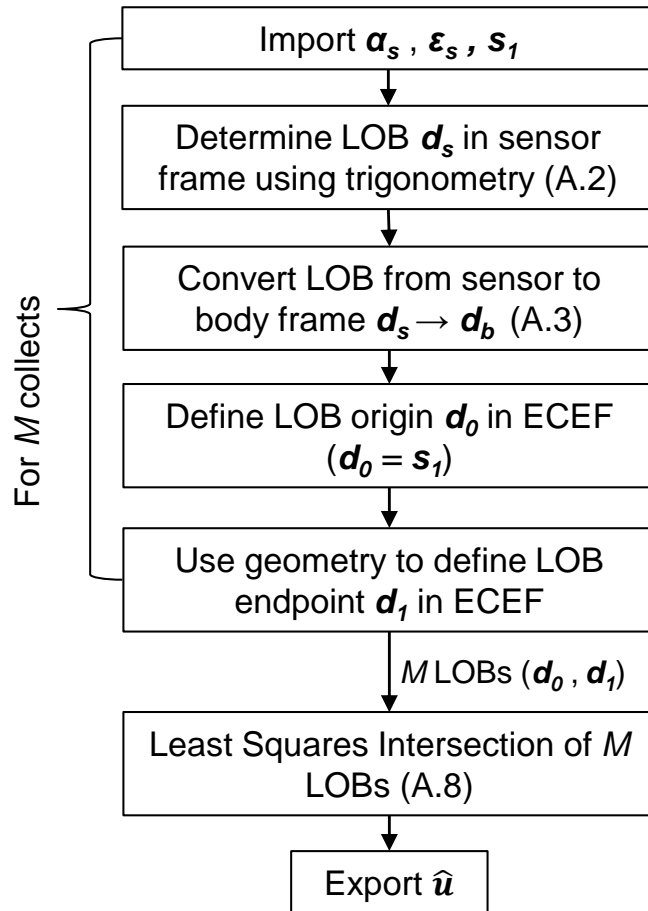 Import αs , εs , s1
Determine LOB ds in sensor
frame using trigonometry (A.2)
Convert LOB from sensor to
body frame ds → db (A.3)
Define LOB origin d0 in ECEF
(d0 = s1)
Use geometry to define LOB
endpoint d1 in ECEF
For M collects
M LOBs (d0 , d1)
Least Squares Intersection of M
LOBs (A.8)
Export û